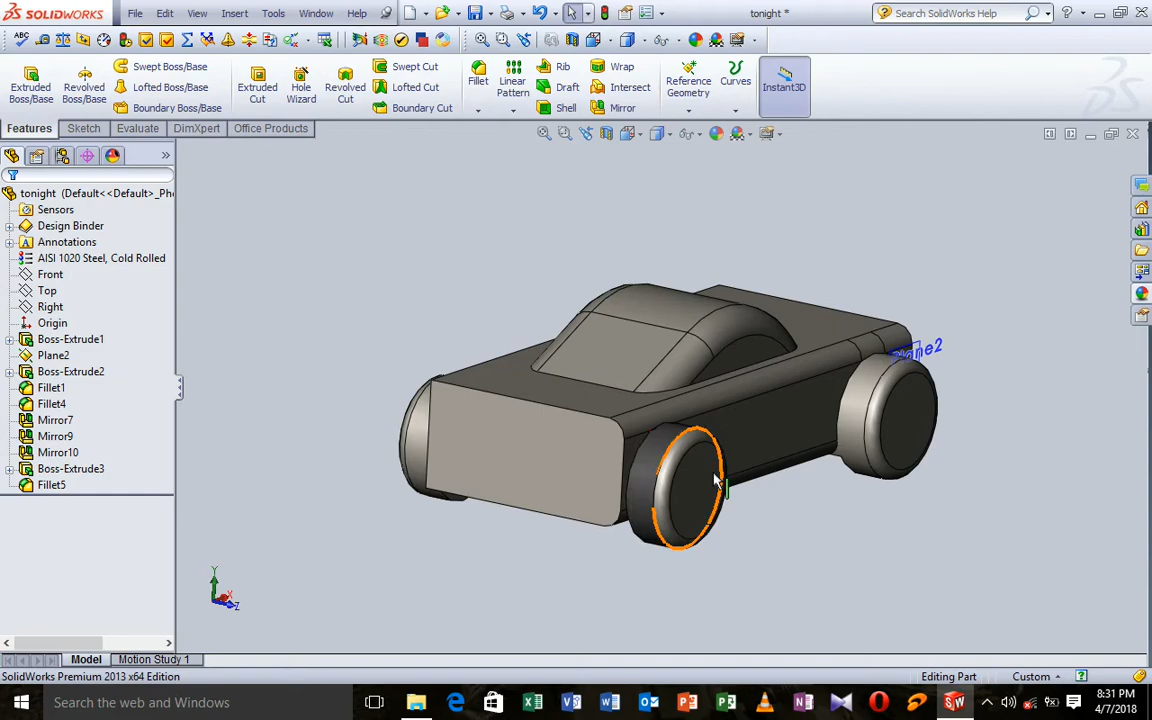 SOLIDWORKS File Edit View Insert Tools Window Help tonight * Search SolidWorks Help
Extruded Boss/Base
Revolved Boss/Base
Swept Boss/Base
Lofted Boss/Base
Boundary Boss/Base
Extruded Cut
Hole Wizard
Revolved Cut
Swept Cut
Lofted Cut
Boundary Cut
Fillet
Linear Pattern
Rib
Draft
Shell
Wrap
Intersect
Mirror
Reference Geometry
Curves
Instant3D
Features Sketch Evaluate DimXpert Office Products
tonight (Default<<Default>_Ph
Sensors
Design Binder
Annotations
AISI 1020 Steel, Cold Rolled
Front
Top
Right
Origin
Boss-Extrude1
Plane2
Boss-Extrude2
Fillet1
Fillet4
Mirror7
Mirror9
Mirror10
Boss-Extrude3
Fillet5
Plane2
Y
X
Z
Model Motion Study 1
SolidWorks Premium 2013 x64 Edition Editing Part Custom
Search the web and Windows
8:31 PM
4/7/2018